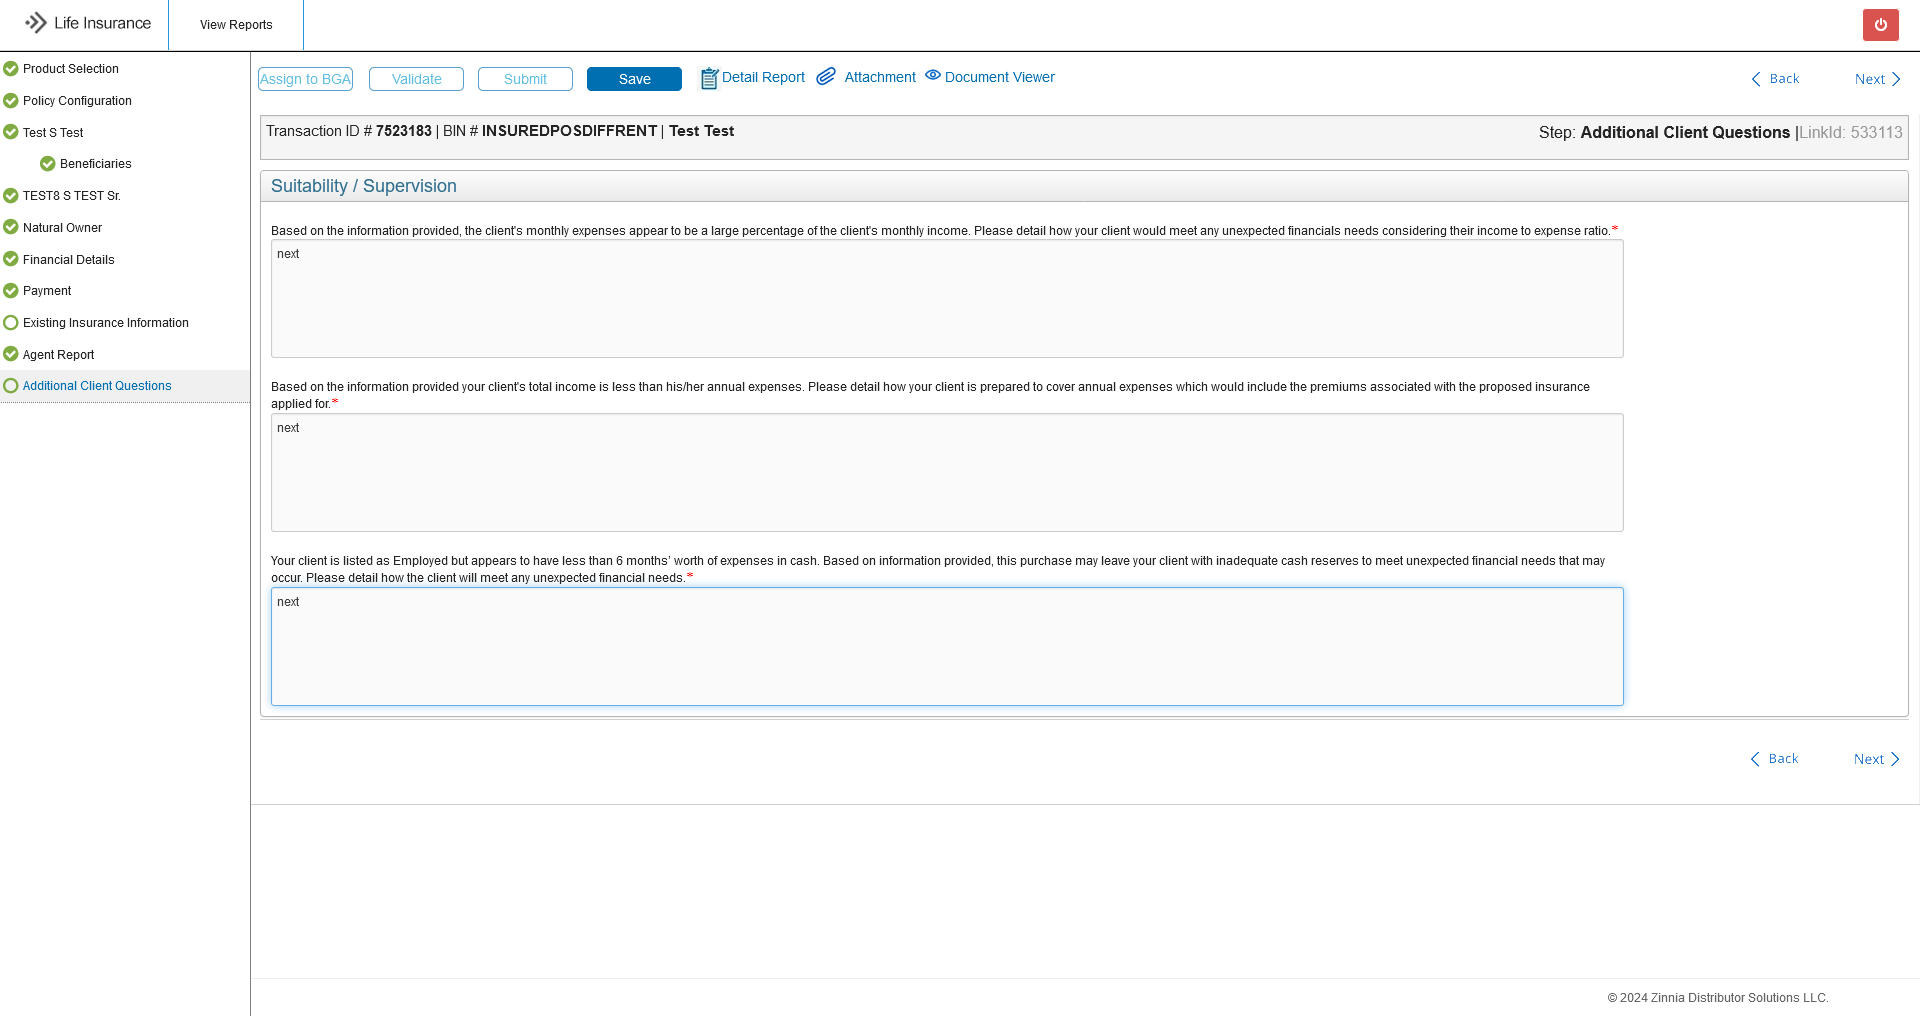 Life Insurance
View Reports
Product Selection
Policy Configuration
Test S Test
Beneficiaries
TEST8 S TEST Sr.
Natural Owner
Financial Details
Payment
Existing Insurance Information
Agent Report
Additional Client Questions
Assign to BGA Validate Submit Save Detail Report Attachment Document Viewer Back Next
Transaction ID # 7523183 | BIN # INSUREDPOSDIFFRENT | Test Test
Step: Additional Client Questions |LinkId: 533113
Suitability / Supervision
Based on the information provided, the client's monthly expenses appear to be a large percentage of the client's monthly income. Please detail how your client would meet any unexpected financials needs considering their income to expense ratio.*
next
Based on the information provided your client's total income is less than his/her annual expenses. Please detail how your client is prepared to cover annual expenses which would include the premiums associated with the proposed insurance
applied for.*
next
Your client is listed as Employed but appears to have less than 6 months' worth of expenses in cash. Based on information provided, this purchase may leave your client with inadequate cash reserves to meet unexpected financial needs that may
occur. Please detail how the client will meet any unexpected financial needs.*
next
Back Next
© 2024 Zinnia Distributor Solutions LLC.